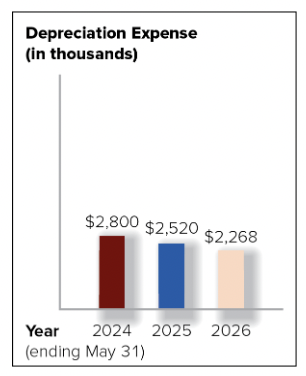 Depreciation Expense
(in thousands)
$2,800
$2,520
$2,268
Year 2024 2025 2026
(ending May 31)